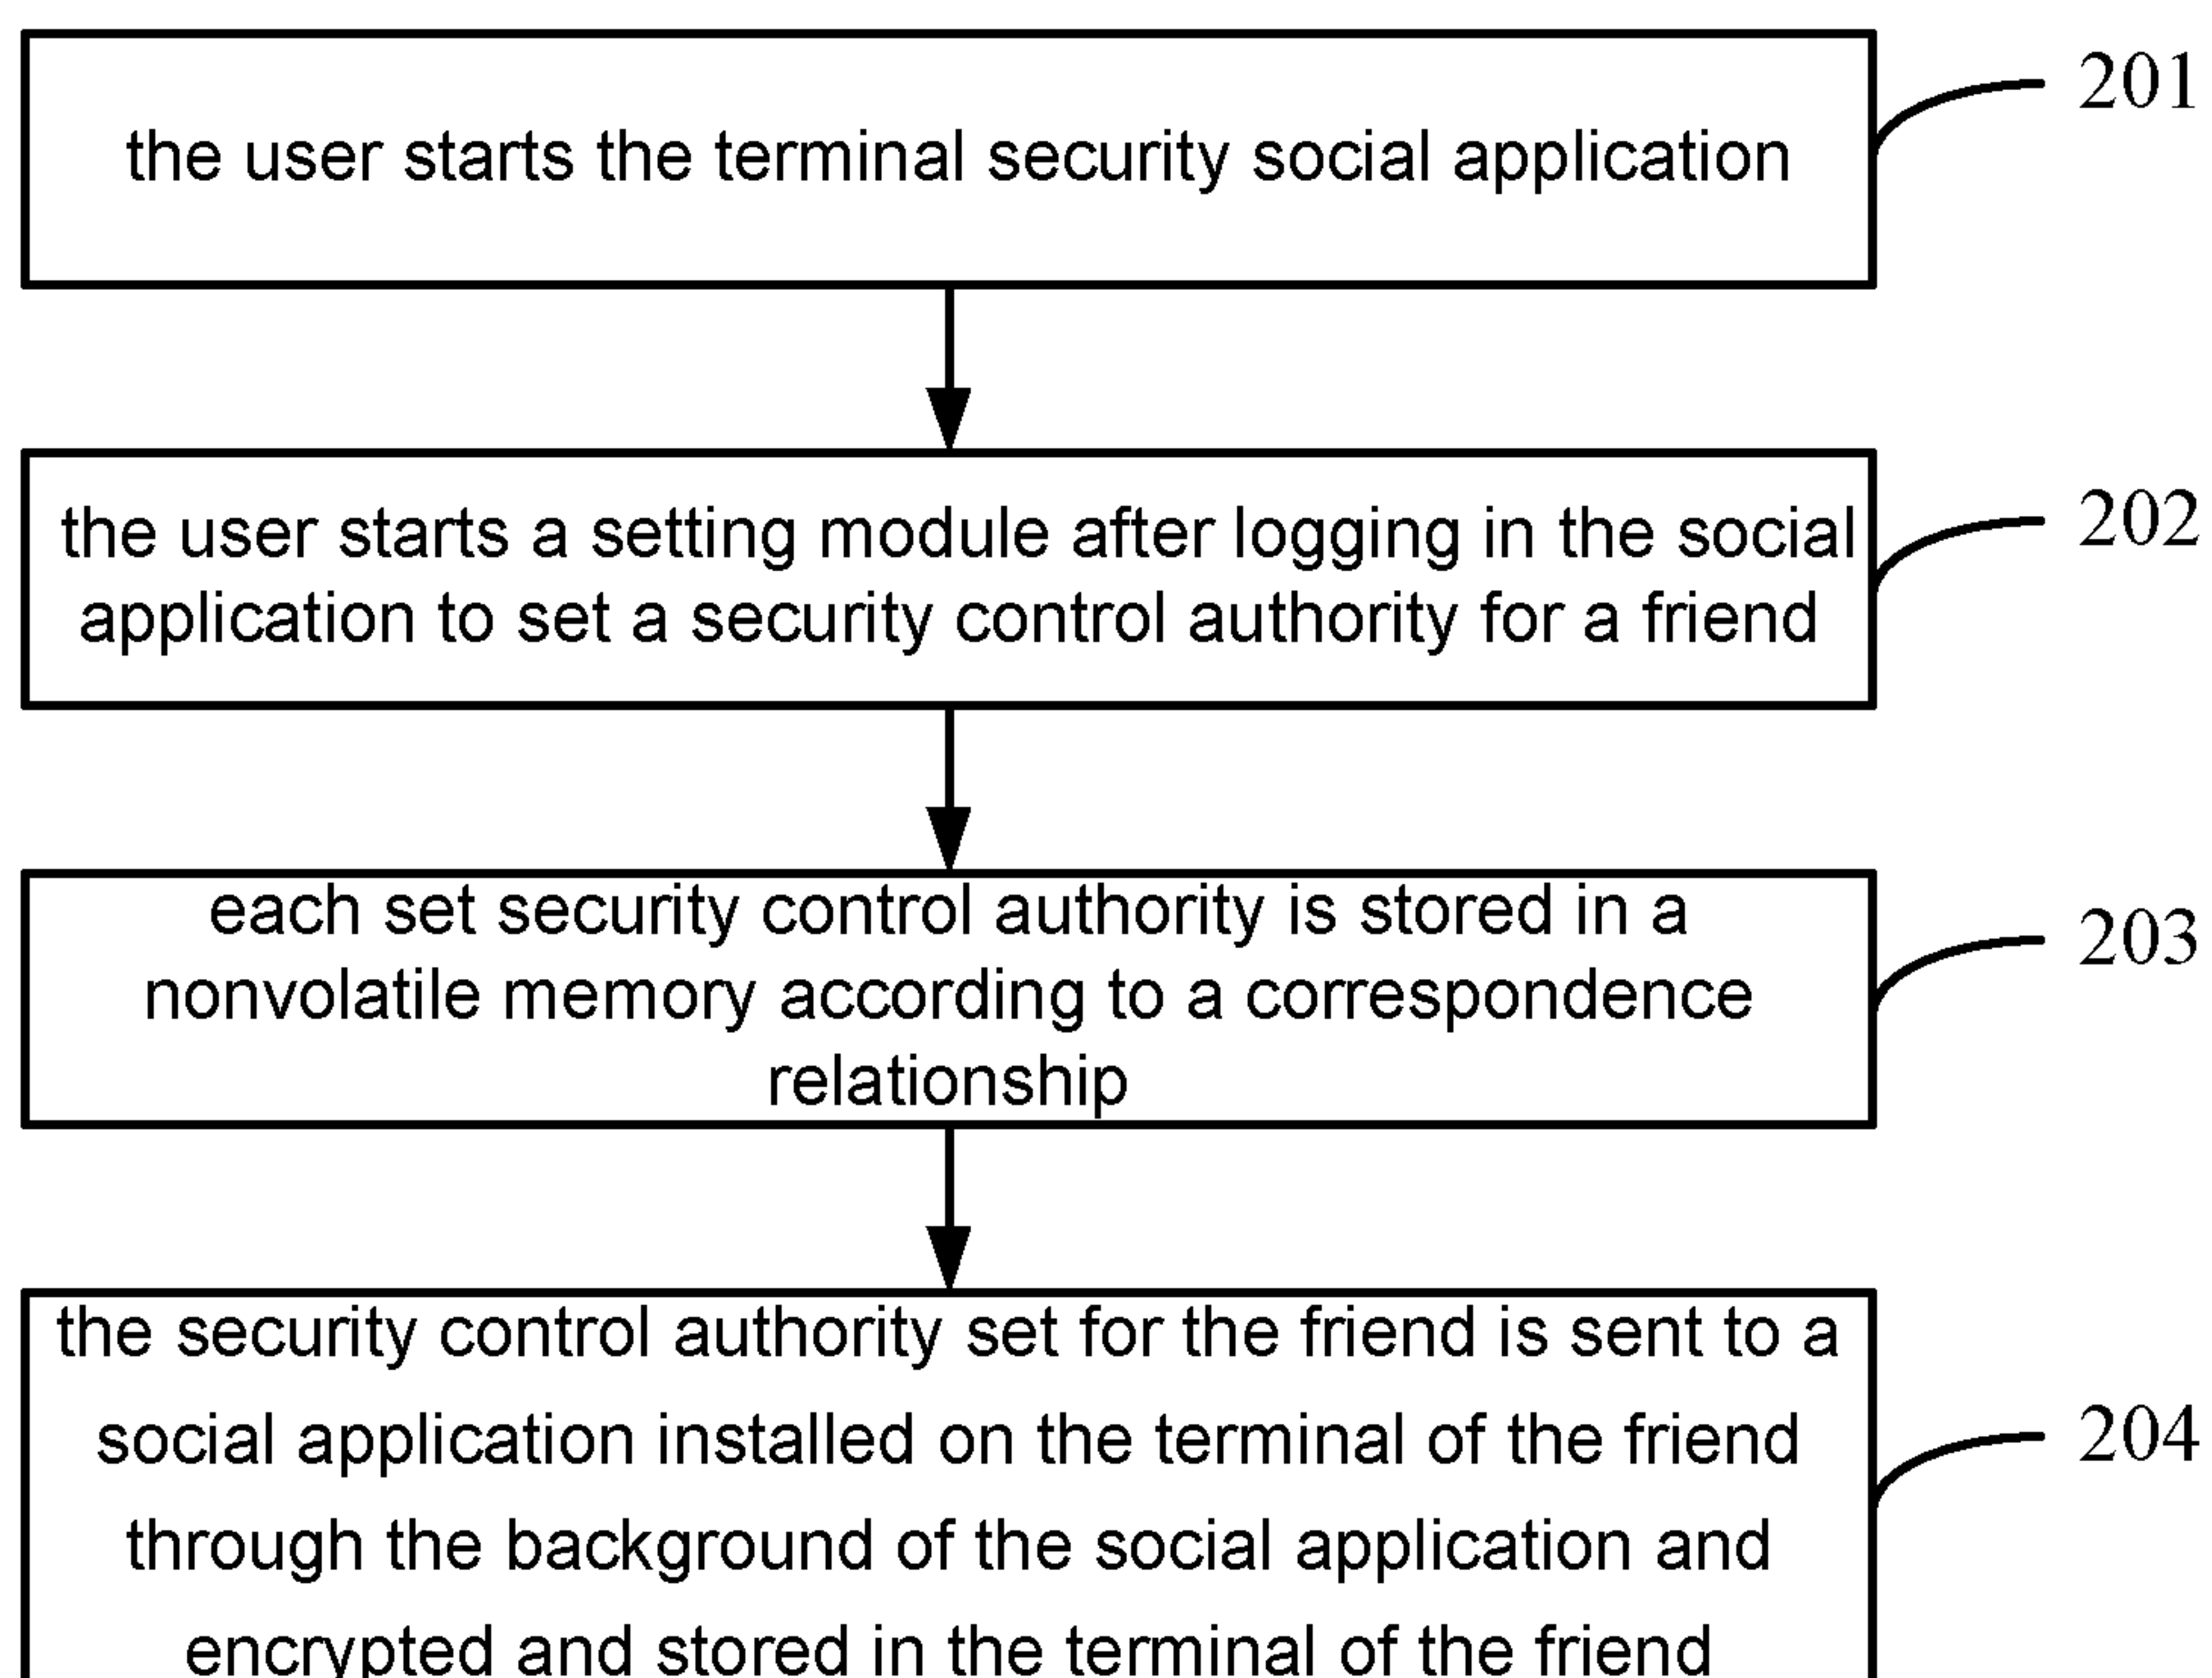 the user starts the terminal security social application
201
the user starts a setting module after logging in the social
application to set a security control authority for a friend
202
each set security control authority is stored in a
nonvolatile memory according to a correspondence
relationship
203
the security control authority set for the friend is sent to a
social application installed on the terminal of the friend
through the background of the social application and
encrypted and stored in the terminal of the friend
204